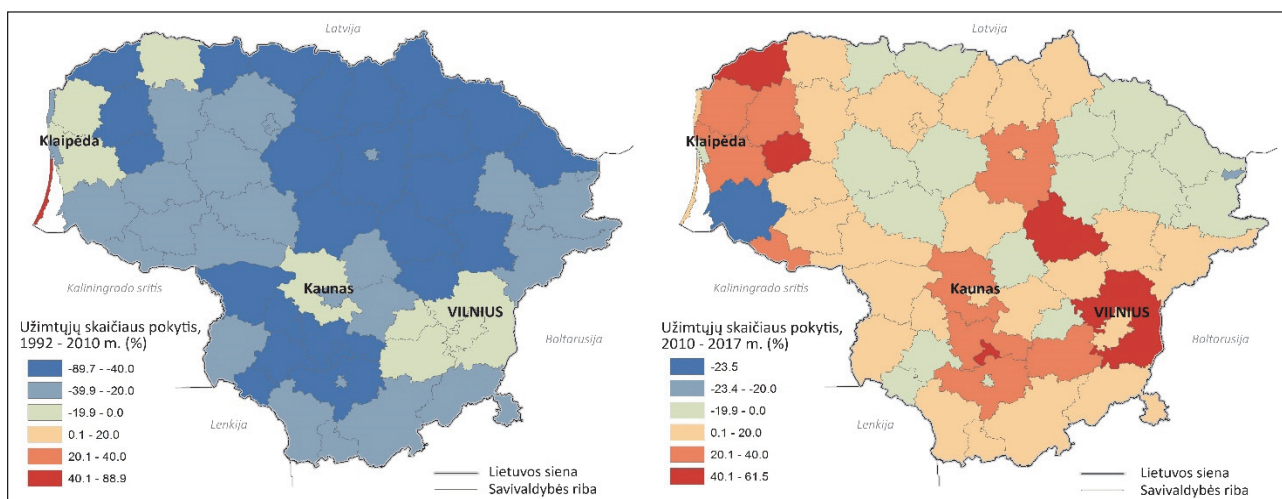 Latvija
Klaipėda
Kaunas
Kaliningrado sritis
VILNIUS
Baltarusija
Užimtųjų skaičiaus pokytis,
1992 - 2010 m. (%)
-89.7 - -40.0
-39.9 - -20.0
-19.9 - 0.0
0.1 - 20.0
20.1 - 40.0
40.1 - 88.9
Lenkija
Lietuvos siena
Savivaldybės riba
Latvija
Klaipėda
Kaunas
Kaliningrado sritis
VILNIUS
Baltarusija
Užimtųjų skaičiaus pokytis,
2010 - 2017 m. (%)
-23.5
-23.4 - -20.0
-19.9 - 0.0
0.1 - 20.0
20.1 - 40.0
40.1 - 61.5
Lenkija
Lietuvos siena
Savivaldybės riba